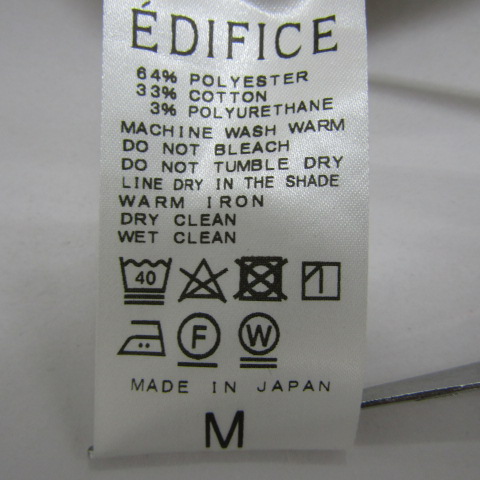 ÉDIFICE
64% POLYESTER
33% COTTON
3% POLYURETHANE
MACHINE WASH WARM
DO NOT BLEACH
DO NOT TUMBLE DRY
LINE DRY IN THE SHADE
WARM IRON
DRY CLEAN
WET CLEAN
40
F W
MADE IN JAPAN
M